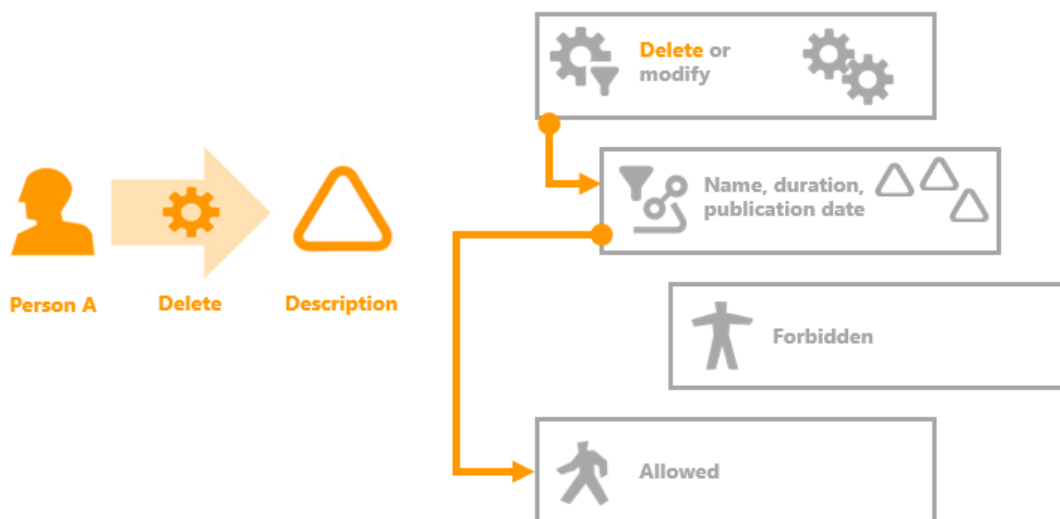 Person A
Delete
Description
Delete or
modify
Name, duration,
publication date
Forbidden
Allowed